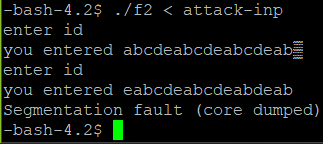 -bash-4.2$ ./f2 < attack-inp
enter id
you entered abcdeabcdeabcdeab▒
enter id
you entered eabcdeabcdeabdeab
Segmentation fault (core dumped)
-bash-4.2$